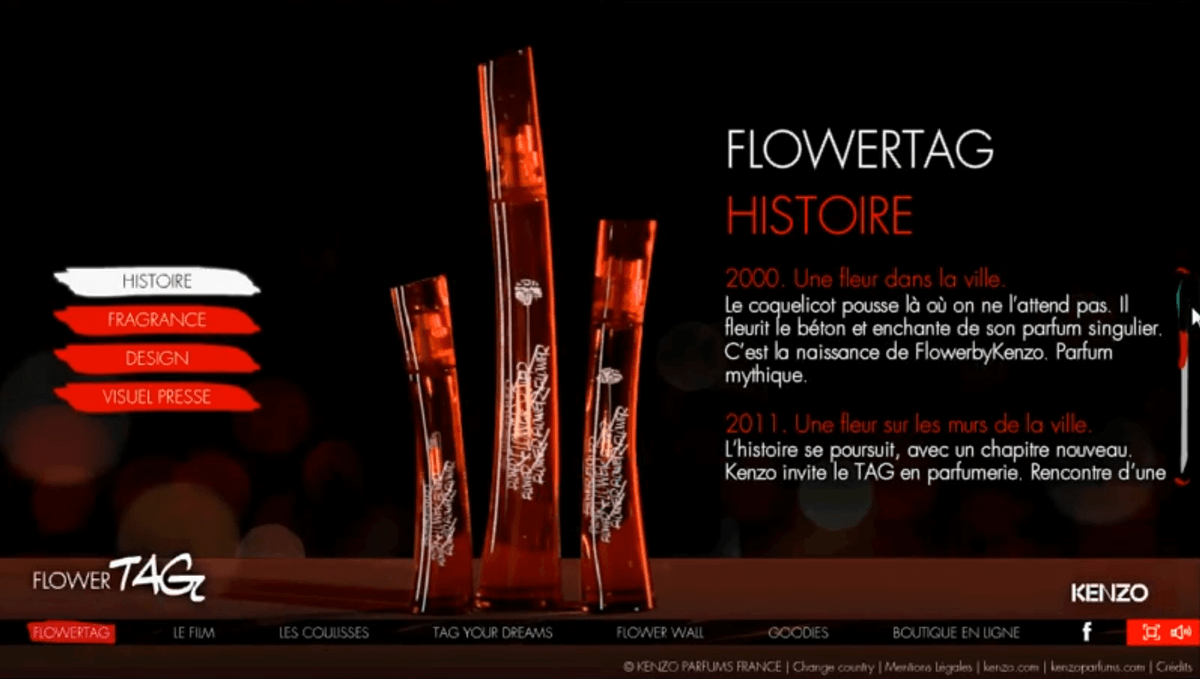 FLOWERTAG
HISTOIRE
HISTOIRE
FRAGRANCE
DESIGN
VISUEL PRESSE
2000. Une fleur dans la ville.
Le coquelicot pousse là où on ne l'attend pas. Il
fleurit le béton et enchante de son parfum singulier.
C'est la naissance de FlowerbyKenzo. Parfum
mythique.
2011. Une fleur sur les murs de la ville.
L'histoire se poursuit, avec un chapitre nouveau.
Kenzo invite le TAG en parfumerie. Rencontre d'une
FLOWER TAG
KENZO
FLOWERTAG LE FILM LES COULISSES TAG YOUR DREAMS FLOWER WALL GOODIES BOUTIQUE EN LIGNE f
© KENZO PARFUMS FRANCE | Change country | Mentions Légales | kenzo.com | kenzoparfums.com | Crédits